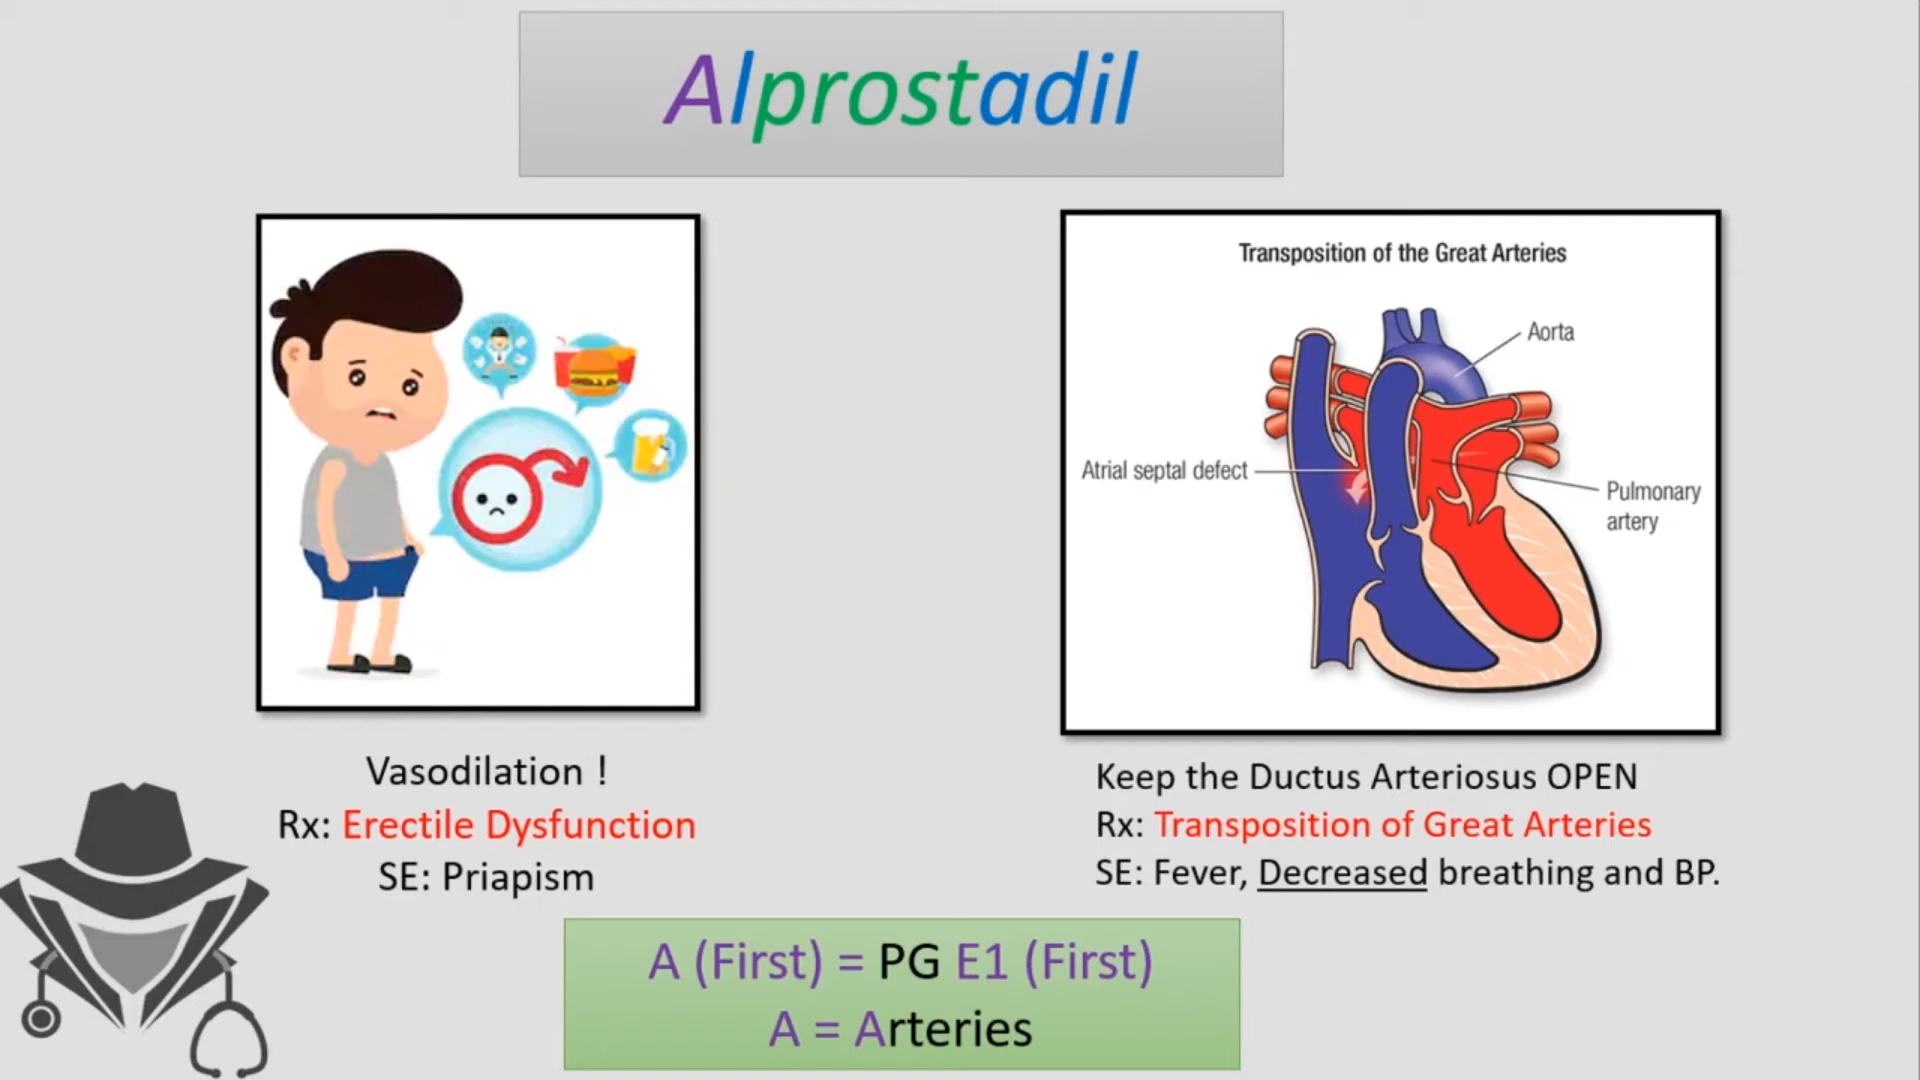 Alprostadil
Transposition of the Great Arteries
Aorta
Atrial septal defect
Pulmonary
artery
Vasodilation !
Rx: Erectile Dysfunction
SE: Priapism
Keep the Ductus Arteriosus OPEN
Rx: Transposition of Great Arteries
SE: Fever, Decreased breathing and BP.
A (First) = PG E1 (First)
A = Arteries